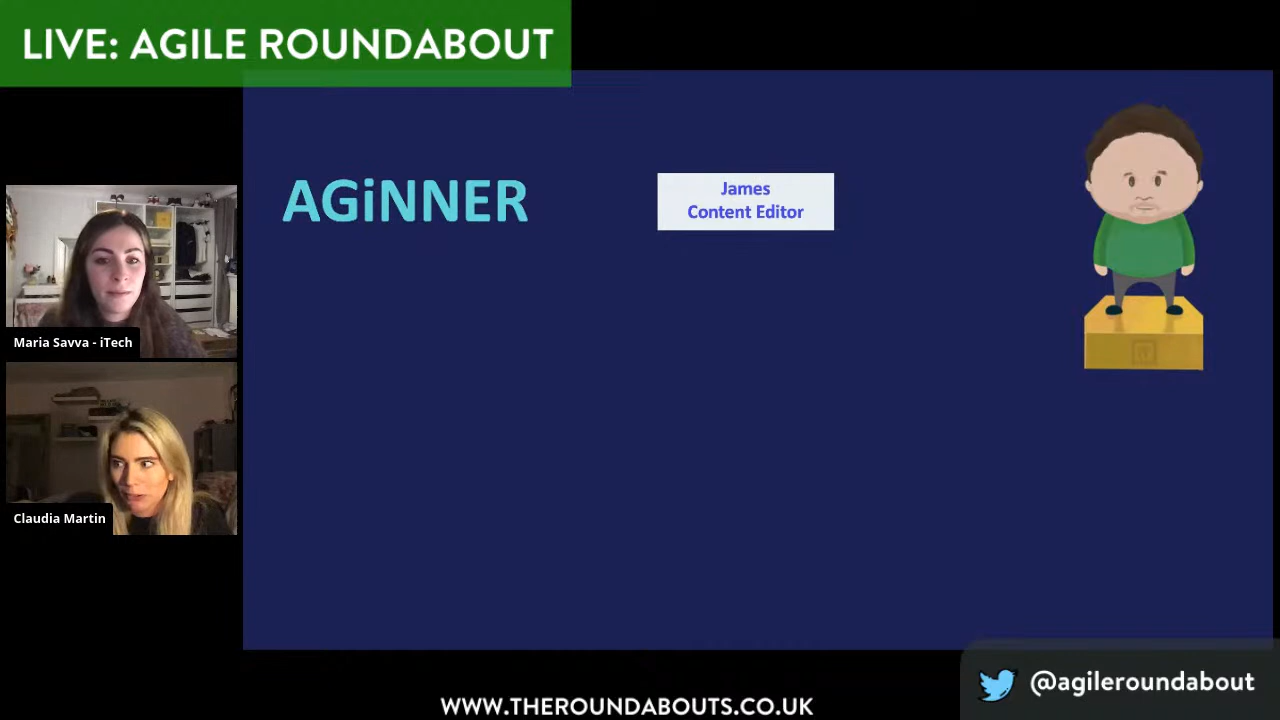 LIVE: AGILE ROUNDABOUT
AGiNNER
James
Content Editor
Maria Savva - iTech
Claudia Martin
@agileroundabout
WWW.THEROUNDABOUTS.CO.UK